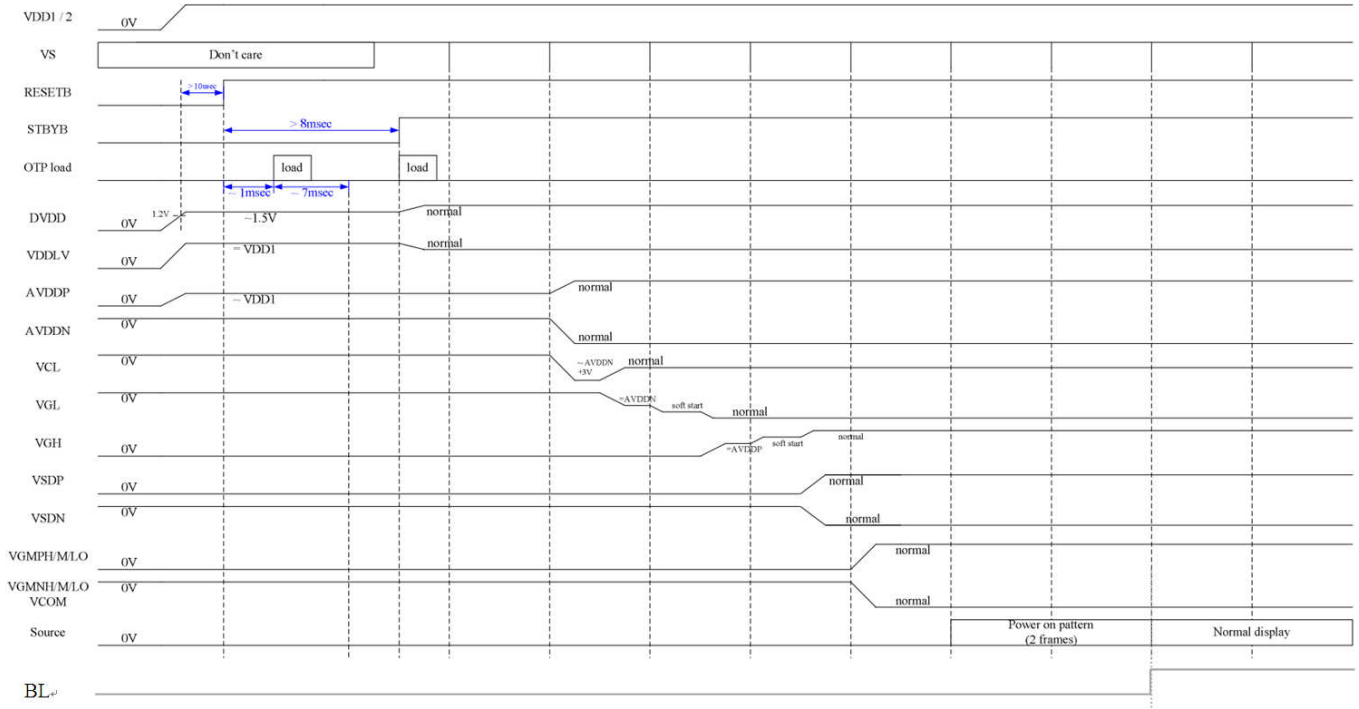 VDD1 / 2
0V
VS
Don't care
RESETB
STBYB
> 8msec
OTP load
load
load
~ 1msec
~ 7msec
DVDD
0V
1.2V
~1.5V
normal
VDDLV
0V
= VDD1
normal
AVDDP
0V
~ VDD1
normal
AVDDN
0V
normal
VCL
0V
~AVDDN
+3V
normal
VGL
0V
=AVDDN
soft start
normal
VGH
0V
=AVDDP
soft start
normal
VSDP
0V
normal
VSDN
0V
normal
VGMPH/M/LO
0V
normal
VGMNH/M/LO
VCOM
0V
normal
Source
0V
Power on pattern
(2 frames)
Normal display
BL